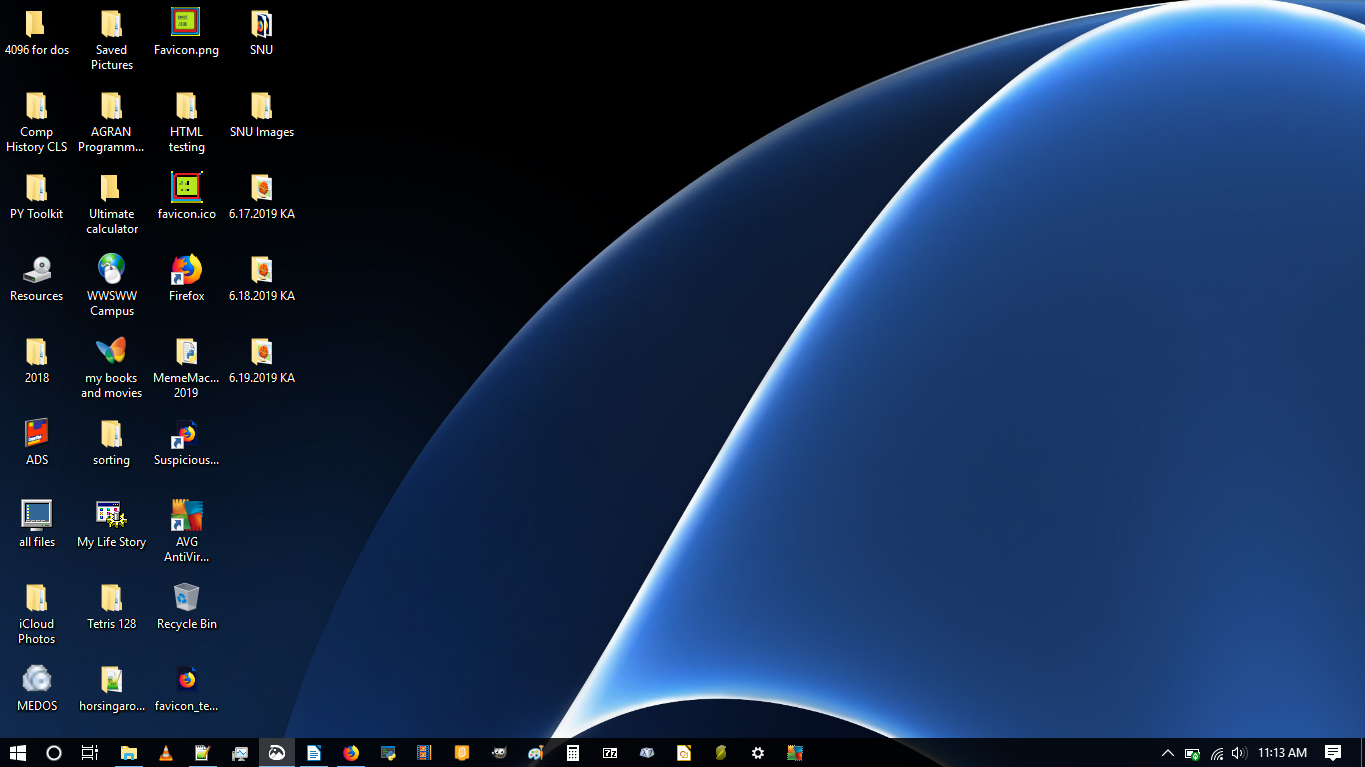 4096 for dos
Saved
Pictures
Favicon.png
SNU
Comp
History CLS
AGRAN
Programm...
HTML
testing
SNU Images
PY Toolkit
Ultimate
calculator
favicon.ico
6.17.2019 KA
Resources
WWSWW
Campus
Firefox
6.18.2019 KA
2018
my books
and movies
MemeMac...
2019
6.19.2019 KA
ADS
sorting
Suspicious...
all files
My Life Story
AVG
AntiVir...
iCloud
Photos
Tetris 128
Recycle Bin
MEDOS
horsingaro...
favicon_te...
11:13 AM